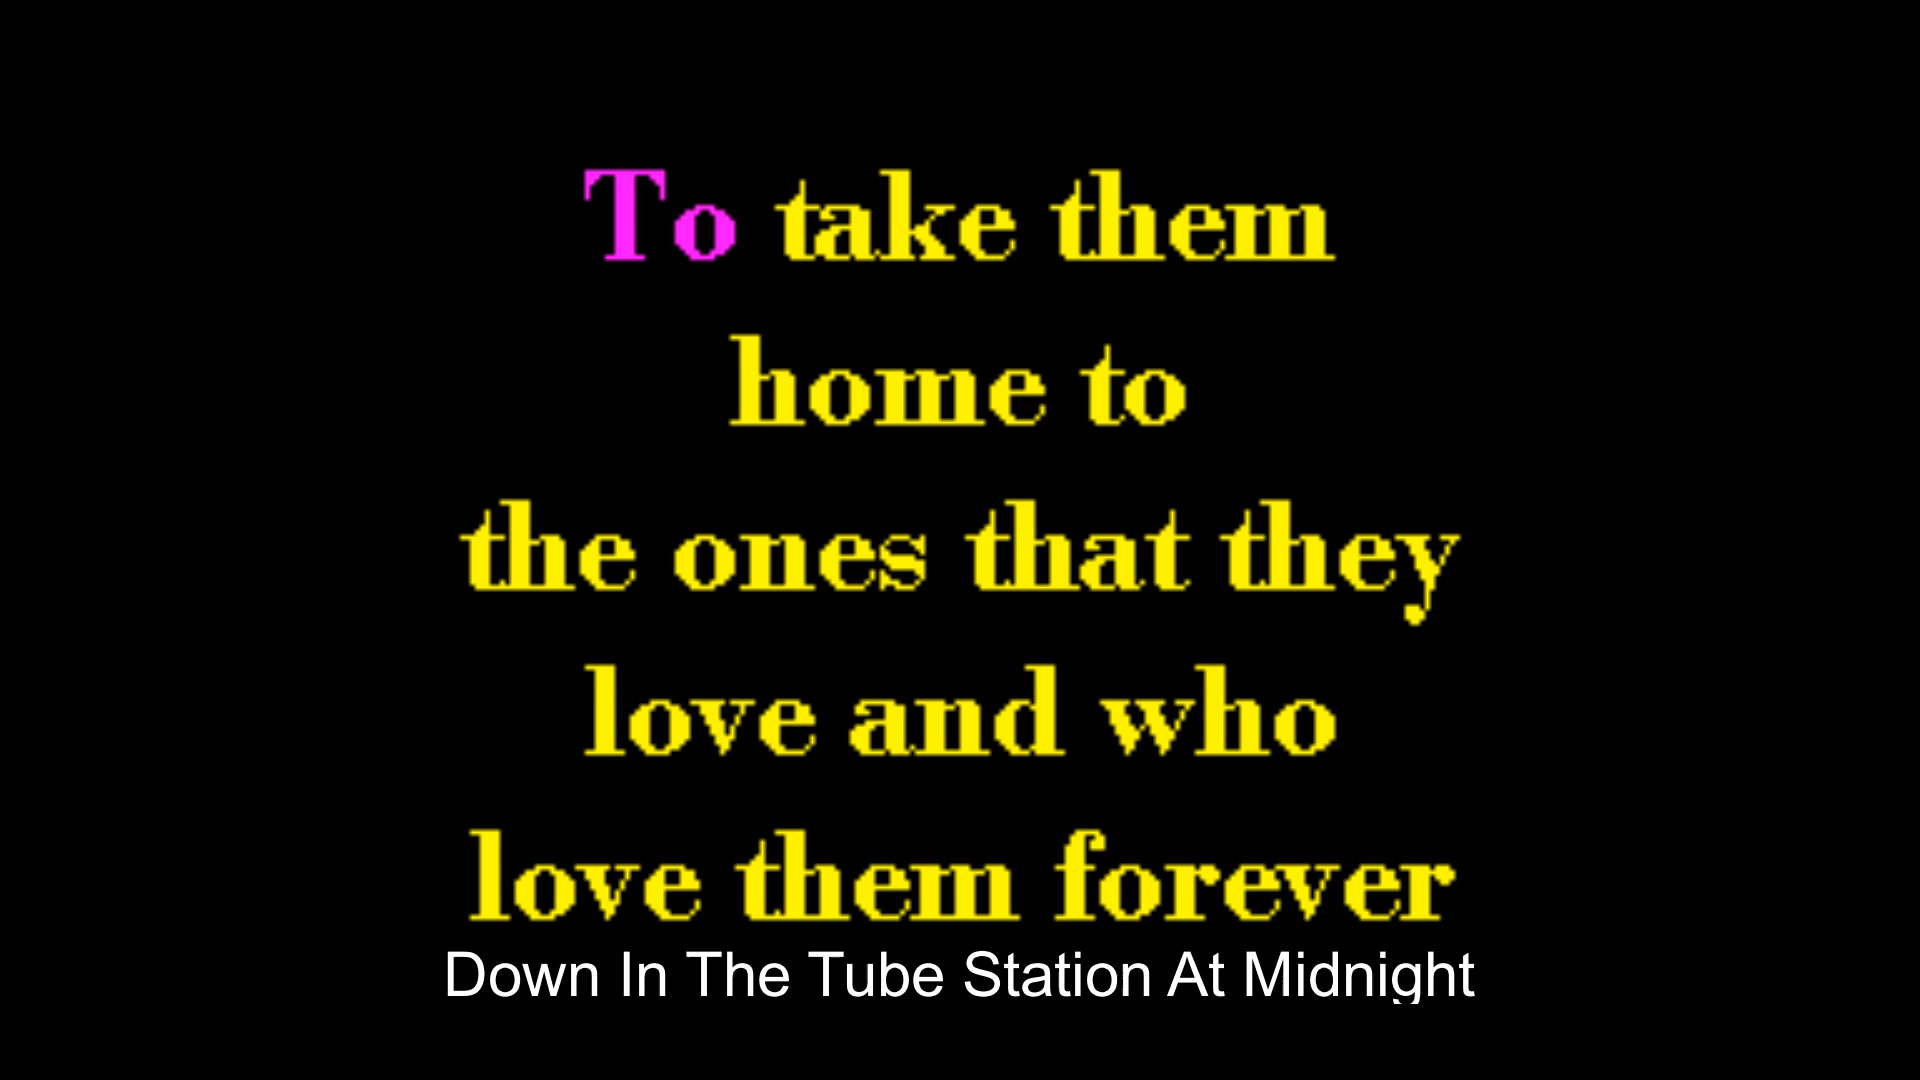 To take them
home to
the ones that they
love and who
love them forever
Down In The Tube Station At Midnight